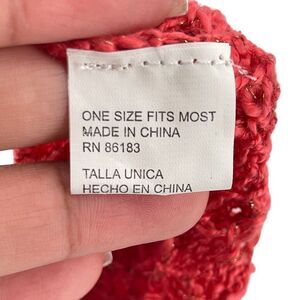 ONE SIZE FITS MOST
MADE IN CHINA
RN 86183
TALLA UNICA
HECHO EN CHINA